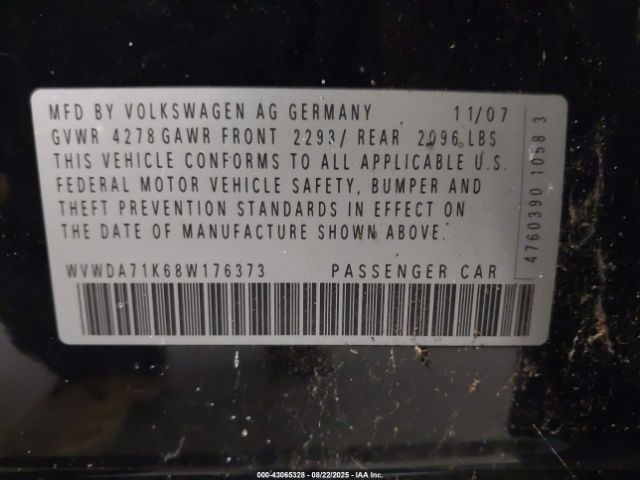 MFD BY VOLKSWAGEN AG GERMANY 11/07
GVWR 4278 GAWR FRONT 2293/ REAR 2096 LBS
THIS VEHICLE CONFORMS TO ALL APPLICABLE U.S.
FEDERAL MOTOR VEHICLE SAFETY, BUMPER AND
THEFT PREVENTION STANDARDS IN EFFECT ON
THE DATE OF MANUFACTURE SHOWN ABOVE.
WVWDA71K68W176373 PASSENGER CAR
4760390 10583
000-43065328 - 08/22/2025 - IAA Inc.